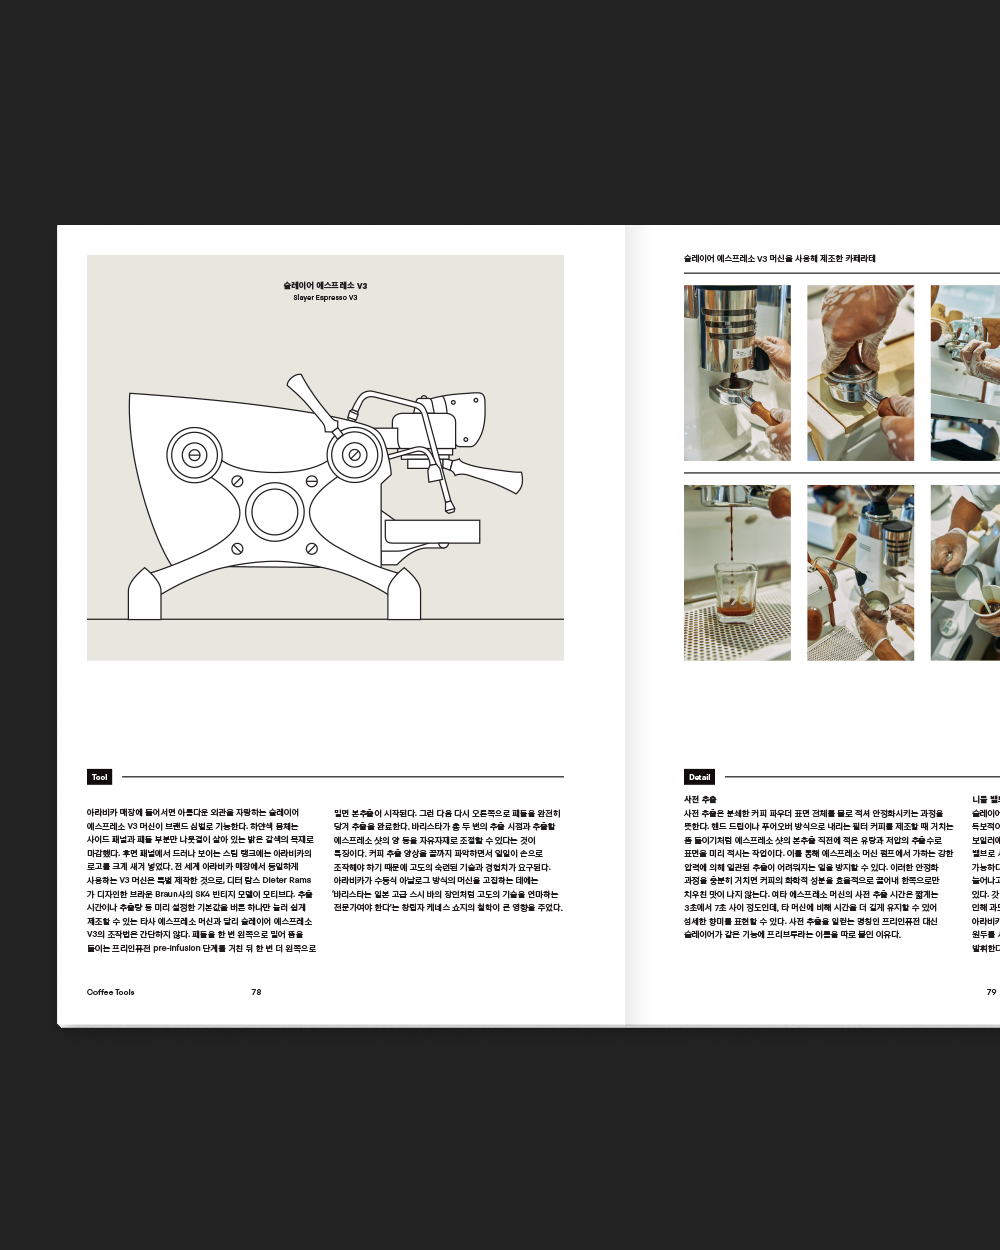 슬레이어 에스프레소 V3
Slayer Espresso V3
Tool
아라비카 매장에 들어서면 아름다운 외관을 자랑하는 슬레이어
에스프레소 V3 머신이 브랜드 심벌로 기능한다. 하얀색 몸체는
사이드 패널과 패들 부분만 나뭇결이 살아 있는 밝은 갈색의 목재로
마감했다. 후면 패널에서 드러나 보이는 스팀 탱크에는 아라비카의
로고를 크게 새겨 넣었다. 전 세계 아라비카 매장에서 동일하게
사용하는 V3 머신은 특별 제작한 것으로, 디터 람스 Dieter Rams
가 디자인한 브라운 Braun사의 SK4 빈티지 모델이 모티브다. 추출
시간이나 추출량 등 미리 설정한 기본값을 버튼 하나만 눌러 쉽게
제조할 수 있는 타사 에스프레소 머신과 달리 슬레이어 에스프레소
V3의 조작법은 간단하지 않다. 패들을 한 번 왼쪽으로 밀어 뜸을
들이는 프리인퓨전 pre-infusion 단계를 거친 뒤 한 번 더 왼쪽으로
밀면 본추출이 시작된다. 그런 다음 다시 오른쪽으로 패들을 완전히
당겨 추출을 완료한다. 바리스타가 총 두 번의 추출 시점과 추출할
에스프레소 샷의 양 등을 자유자재로 조절할 수 있다는 것이
특징이다. 커피 추출 양상을 끝까지 파악하면서 일일이 손으로
조작해야 하기 때문에 고도의 숙련된 기술과 경험치가 요구된다.
아라비카가 수동식 아날로그 방식의 머신을 고집하는 데에는
'바리스타는 일본 고급 스시 바의 장인처럼 고도의 기술을 연마하는
전문가여야 한다'는 창립자 케네스 쇼지의 철학이 큰 영향을 주었다.
Coffee Tools
78
슬레이어 에스프레소 V3 머신을 사용해 제조한 카페라테
Detail
사전 추출
사전 추출은 분쇄한 커피 파우더 표면 전체를 물로 적셔 안정화시키는 과정을
뜻한다. 핸드 드립이나 푸어오버 방식으로 내리는 필터 커피를 제조할 때 거치는
뜸 들이기처럼 에스프레소 샷의 본추출 직전에 적은 유량과 저압의 추출수로
표면을 미리 적시는 작업이다. 이를 통해 에스프레소 머신 펌프에서 가하는 강한
압력에 의해 일관된 추출이 어려워지는 일을 방지할 수 있다. 이러한 안정화
과정을 충분히 거치면 커피의 화학적 성분을 효율적으로 끌어내 한쪽으로만
치우친 맛이 나지 않는다. 여타 에스프레소 머신의 사전 추출 시간은 짧게는
3초에서 7초 사이 정도인데, 타 머신에 비해 시간을 더 길게 유지할 수 있어
섬세한 향미를 표현할 수 있다. 사전 추출을 일컫는 명칭인 프리인퓨전 대신
슬레이어가 같은 기능에 프리브루라는 이름을 따로 붙인 이유다.
니들 밸브
슬레이어
독보적이
보일러에
밸브로
가능하다
늘어나고
있다. 것
인해 과도
아라비카
원두를
발휘한다
79